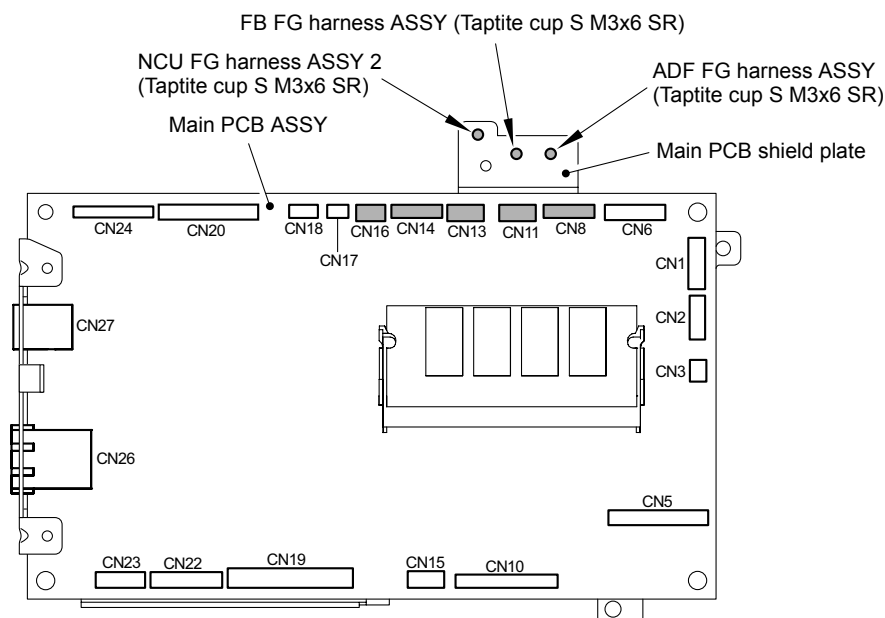 FB FG harness ASSY (Taptite cup S M3x6 SR)
NCU FG harness ASSY 2
(Taptite cup S M3x6 SR)
ADF FG harness ASSY
(Taptite cup S M3x6 SR)
Main PCB ASSY
Main PCB shield plate
CN24
CN20
CN18
CN17
CN16
CN14
CN13
CN11
CN8
CN6
CN1
CN27
CN2
CN3
CN26
CN5
CN23
CN22
CN19
CN15
CN10